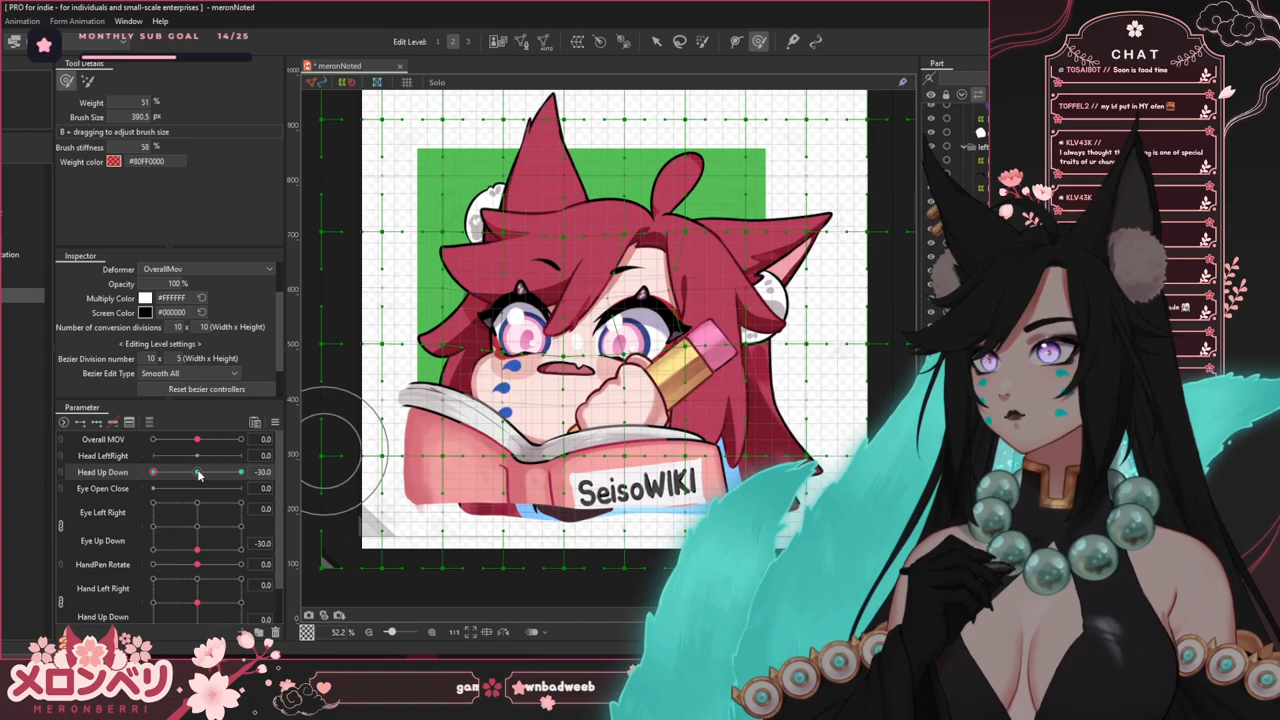 [ PRO for indie - for individuals and small-scale enterprises ] - meronNoted
Animation Form Animation Window Help
MONTHLY SUB GOAL 14/25
Edit Level: 1 2 3
Tool Details
* meronNoted
Solo
Weight 51 %
Brush Size 390.5 px
B + dragging to adjust brush size
Brush stiffness 58 %
Weight color #80FF0000
Inspector
Deformer OverallMov
Opacity 100 %
Multiply Color #FFFFFF
Screen Color #000000
Number of conversion divisions 10 x 10 (Width x Height)
< Editing Level settings >
Bezier Division number 10 x 5 (Width x Height)
Bezier Edit Type Smooth All
Reset bezier controllers
Parameter
Overall MOV 0.0
Head LeftRight 0.0
Head Up Down -30.0
Eye Open Close 0.0
Eye Left Right 0.0
Eye Up Down -30.0
HandPen Rotate 0.0
Hand Left Right 0.0
Hand Up Down 0.0
900
800
700
600
500
400
300
200
100
0
SeisoWIKI
52.2 %
1:1
Part
left
CHAT
TOSAIBOT // Soon is food time
TOFFEL2 // my bf put in MY ofen
KLV43K //
I always thought
ing is one of special
traits of ur
KLV43K
メロンベリ
MERONBERRI
gam
wnbadweeb